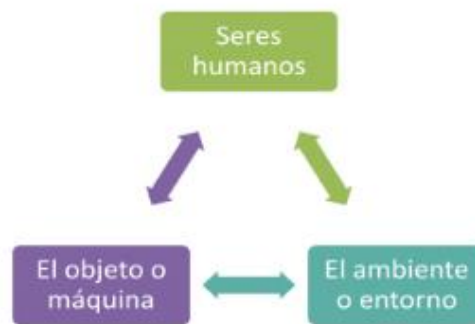 Seres
humanos
El objeto o
máquina
El ambiente
o entorno